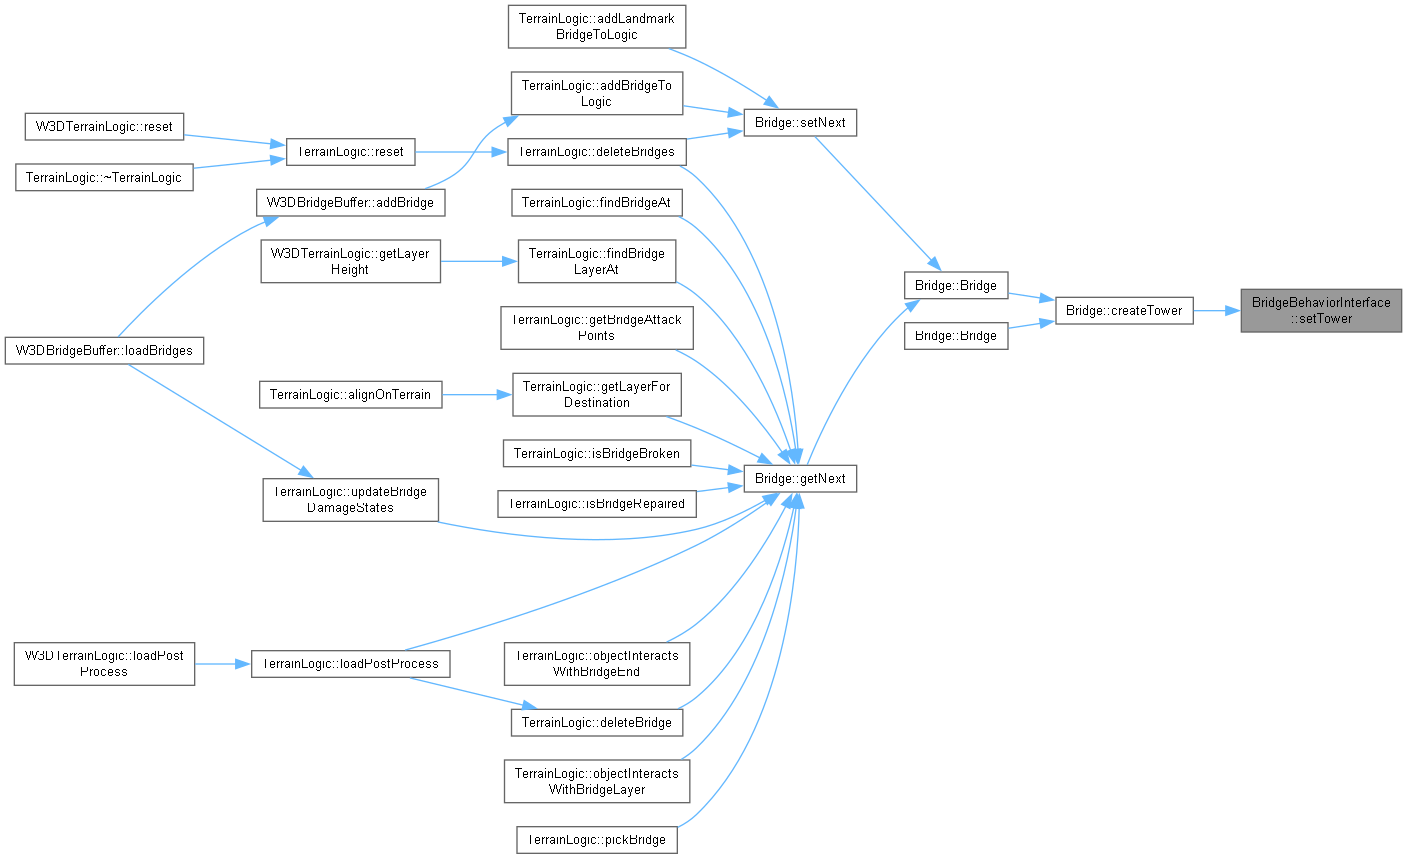 TerrainLogic::addLandmark
BridgeToLogic
TerrainLogic::addBridgeTo
Logic
W3DTerrainLogic::reset
Bridge::setNext
TerrainLogic::reset
TerrainLogic::deleteBridges
TerrainLogic::~TerrainLogic
W3DBridgeBuffer::addBridge
TerrainLogic::findBridgeAt
W3DTerrainLogic::getLayer
Height
TerrainLogic::findBridge
LayerAt
Bridge::Bridge
BridgeBehaviorInterface
::setTower
Bridge::createTower
TerrainLogic::getBridgeAttack
Points
Bridge::Bridge
W3DBridgeBuffer::loadBridges
TerrainLogic::alignOnTerrain
TerrainLogic::getLayerFor
Destination
TerrainLogic::isBridgeBroken
Bridge::getNext
TerrainLogic::updateBridge
DamageStates
TerrainLogic::isBridgeRepaired
W3DTerrainLogic::loadPost
Process
TerrainLogic::loadPostProcess
TerrainLogic::objectInteracts
WithBridgeEnd
TerrainLogic::deleteBridge
TerrainLogic::objectInteracts
WithBridgeLayer
TerrainLogic::pickBridge